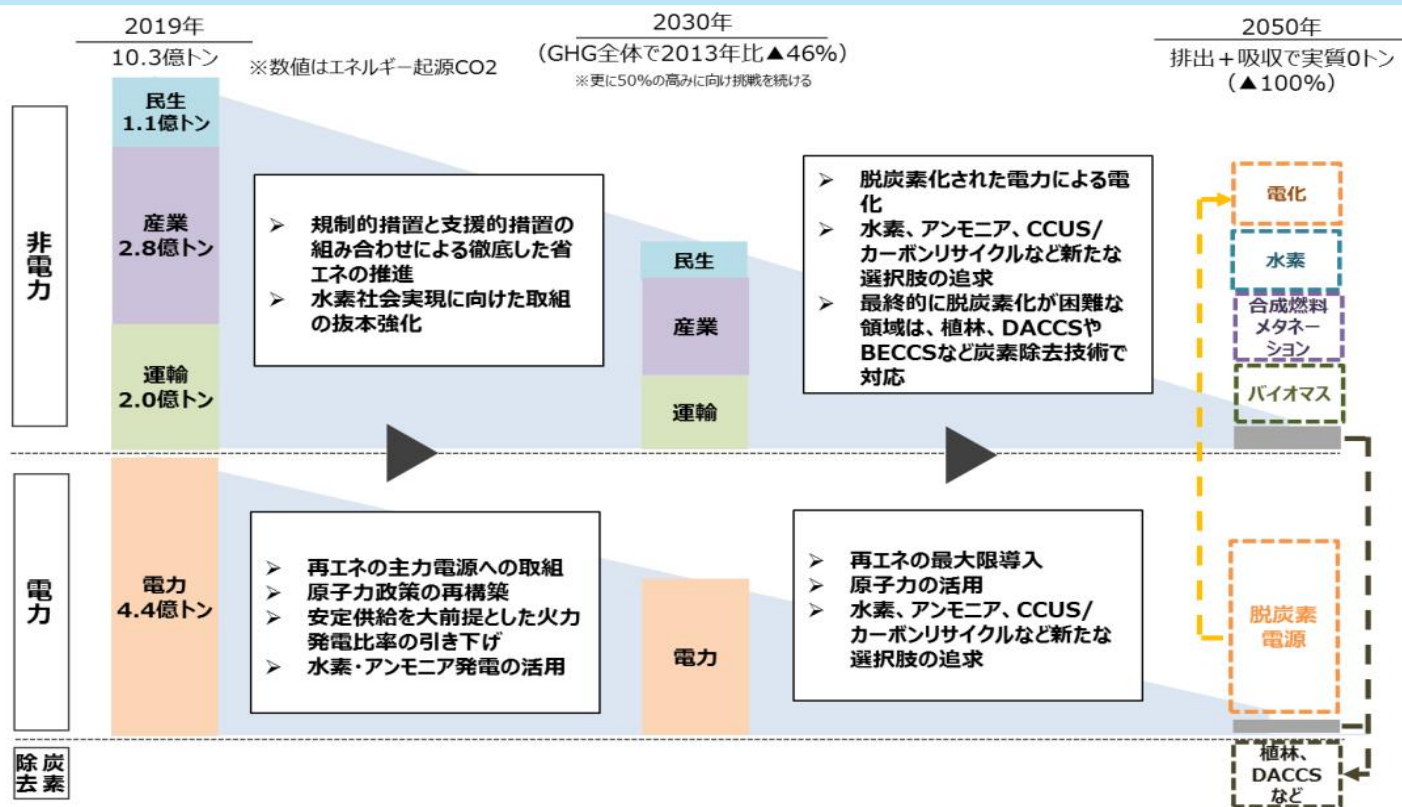 2019年
10.3億トン
※数値はエネルギー起源CO2
2030年
(GHG全体で2013年比▲46%)
※更に50%の高みに向け挑戦を続ける
2050年
排出+吸収で実質0トン
(▲100%)
非電力
民生
1.1億トン
産業
2.8億トン
運輸
2.0億トン
➢ 規制的措置と支援的措置の
組み合わせによる徹底した省
エネの推進
➢ 水素社会実現に向けた取組
の抜本強化
民生
産業
運輸
➢ 脱炭素化された電力による電
化
➢ 水素、アンモニア、CCUS/
カーボンリサイクルなど新たな
選択肢の追求
➢ 最終的に脱炭素化が困難な
領域は、植林、DACCSや
BECCSなど炭素除去技術で
対応
電化
水素
合成燃料
メタネー
ション
バイオマス
電力
電力
4.4億トン
➢ 再エネの主力電源への取組
➢ 原子力政策の再構築
➢ 安定供給を大前提とした火力
発電比率の引き下げ
➢ 水素・アンモニア発電の活用
電力
➢ 再エネの最大限導入
➢ 原子力の活用
➢ 水素、アンモニア、CCUS/
カーボンリサイクルなど新たな
選択肢の追求
脱炭素
電源
炭素除去
植林、
DACCS
など